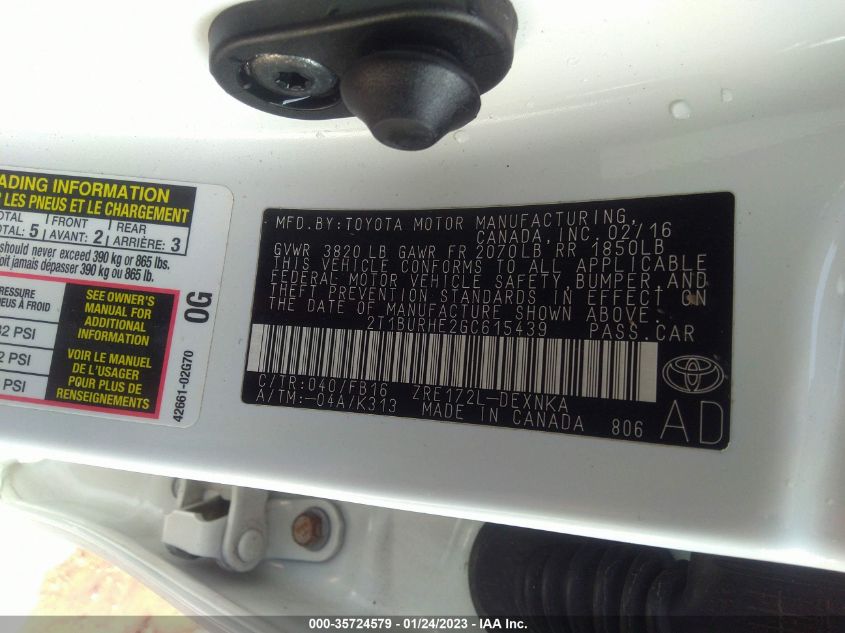 ADING INFORMATION
LES PNEUS ET LE CHARGEMENT
TOTAL 5 FRONT 2 REAR 3
AVANT: ARRIÈRE:
should never exceed 390 kg or 865 lbs.
oit jamais dépasser 390 kg ou 865 lb.
PRESSURE
NEUS À FROID
32 PSI
2 PSI
PSI
SEE OWNER'S
MANUAL FOR
ADDITIONAL
INFORMATION
VOIR LE MANUEL
DE
L'USAGER POUR
PLUS DE
RENSEIGNEMENTS
0G
42661-02G70
MFD. BY: TOYOTA MOTOR MANUFACTURING,
CANADA, INC. 02/16
GVWR 3820 LB GAWR FR 2070LB RR 1850LB
THIS VEHICLE CONFORMS TO ALL APPLICABLE
FEDERAL MOTOR VEHICLE SAFETY, BUMPER, AND
THEFT PREVENTION STANDARDS IN EFFECT ON
THE DATE OF MANUFACTURE SHOWN ABOVE.
2T1BURHE2GC615439 PASS.CAR
C/TR: 040/FB16 ZRE172L-DEXNKA
A/TM: -04A/K313 MADE IN CANADA 806
TOYOTA
AD
000-35724579 - 01/24/2023 - IAA Inc.